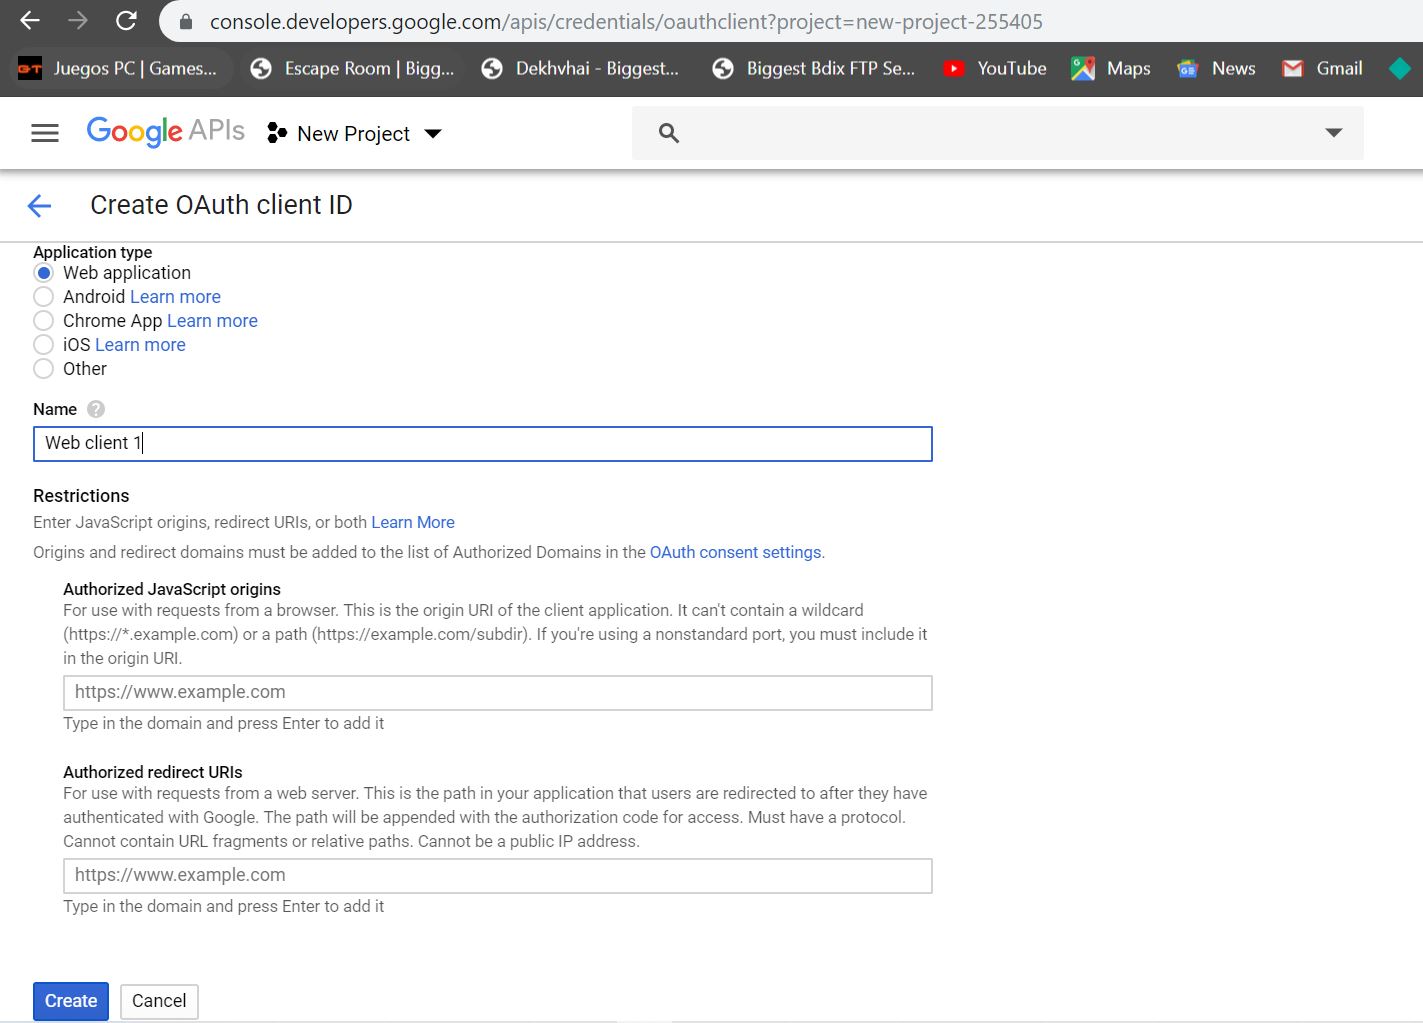 console.developers.google.com/apis/credentials/oauthclient?project=new-project-255405
GT Juegos PC | Games... Escape Room | Bigg... Dekhvhai - Biggest... Biggest Bdix FTP Se... YouTube Maps News Gmail
Google APIs New Project
Create OAuth client ID
Application type
Web application
Android Learn more
Chrome App Learn more
iOS Learn more
Other
Name ?
Web client 1
Restrictions
Enter JavaScript origins, redirect URIs, or both Learn More
Origins and redirect domains must be added to the list of Authorized Domains in the OAuth consent settings.
Authorized JavaScript origins
For use with requests from a browser. This is the origin URI of the client application. It can't contain a wildcard
(https://*.example.com) or a path (https://example.com/subdir). If you're using a nonstandard port, you must include it
in the origin URI.
https://www.example.com
Type in the domain and press Enter to add it
Authorized redirect URIs
For use with requests from a web server. This is the path in your application that users are redirected to after they have
authenticated with Google. The path will be appended with the authorization code for access. Must have a protocol.
Cannot contain URL fragments or relative paths. Cannot be a public IP address.
https://www.example.com
Type in the domain and press Enter to add it
Create Cancel